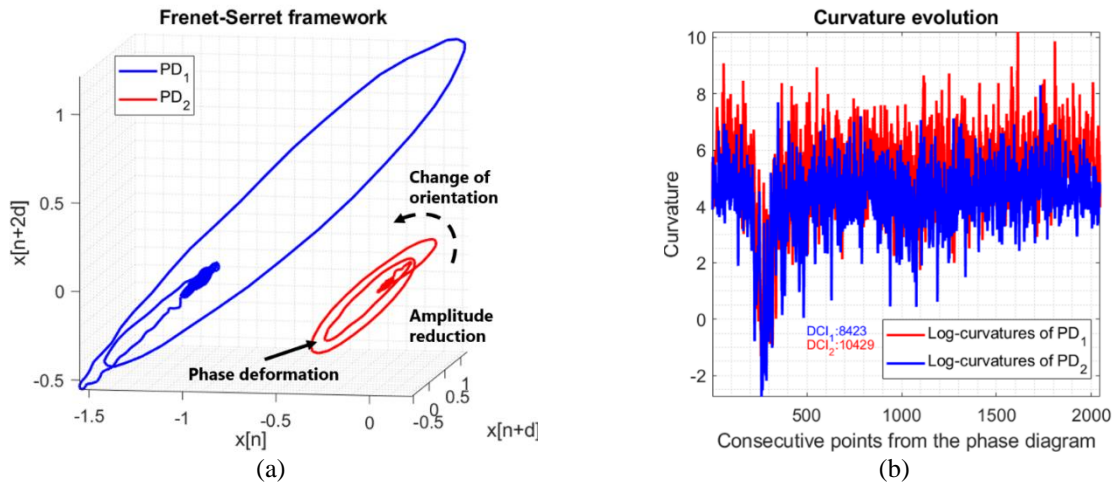 Frenet-Serret framework
PD1
PD2
Change of
orientation
Amplitude
reduction
Phase deformation
1
0.5
0
-0.5
x[n+2d]
-1.5
-1
-0.5
0
x[n]
-0.5
0
0.5
1
x[n+d]
(a)
Curvature evolution
10
8
6
4
2
0
-2
Curvature
DCI1:8423
DCI2:10429
Log-curvatures of PD1
Log-curvatures of PD2
500
1000
1500
2000
Consecutive points from the phase diagram
(b)